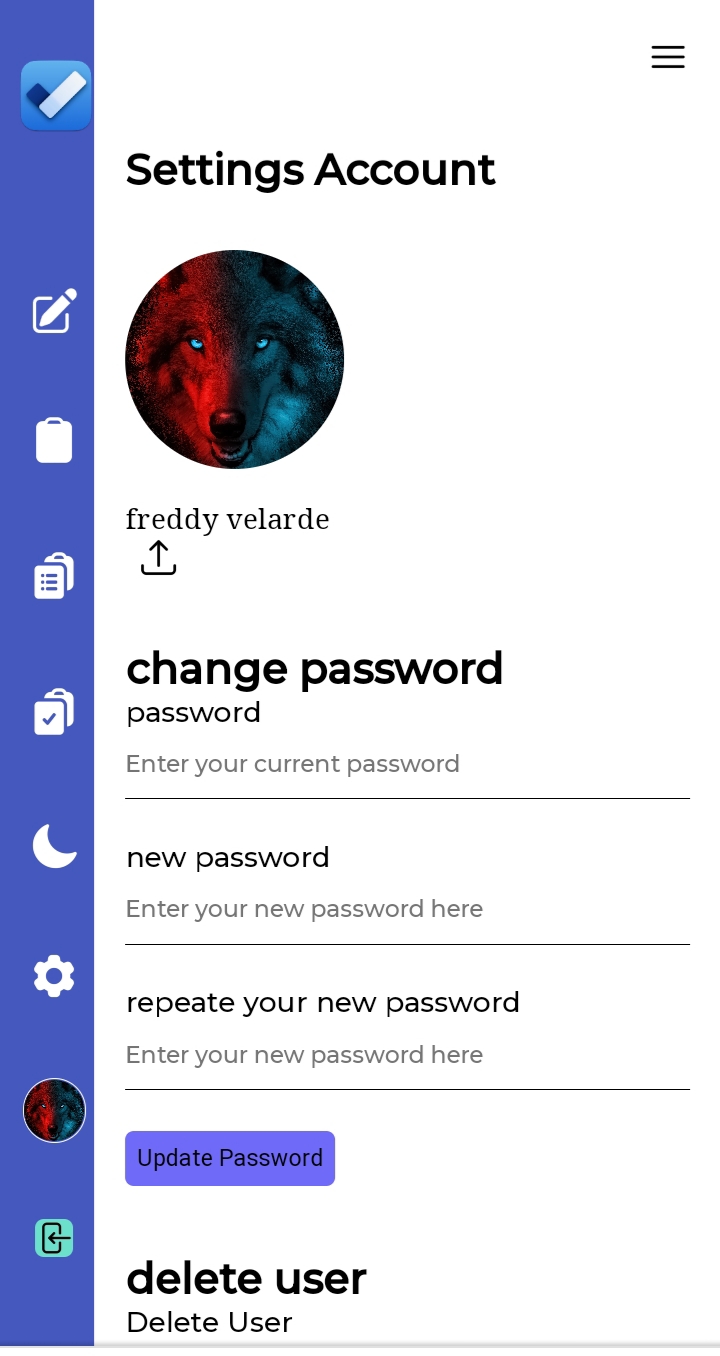 Settings Account
freddy velarde
change password
password
Enter your current password
new password
Enter your new password here
repeate your new password
Enter your new password here
Update Password
delete user
Delete User